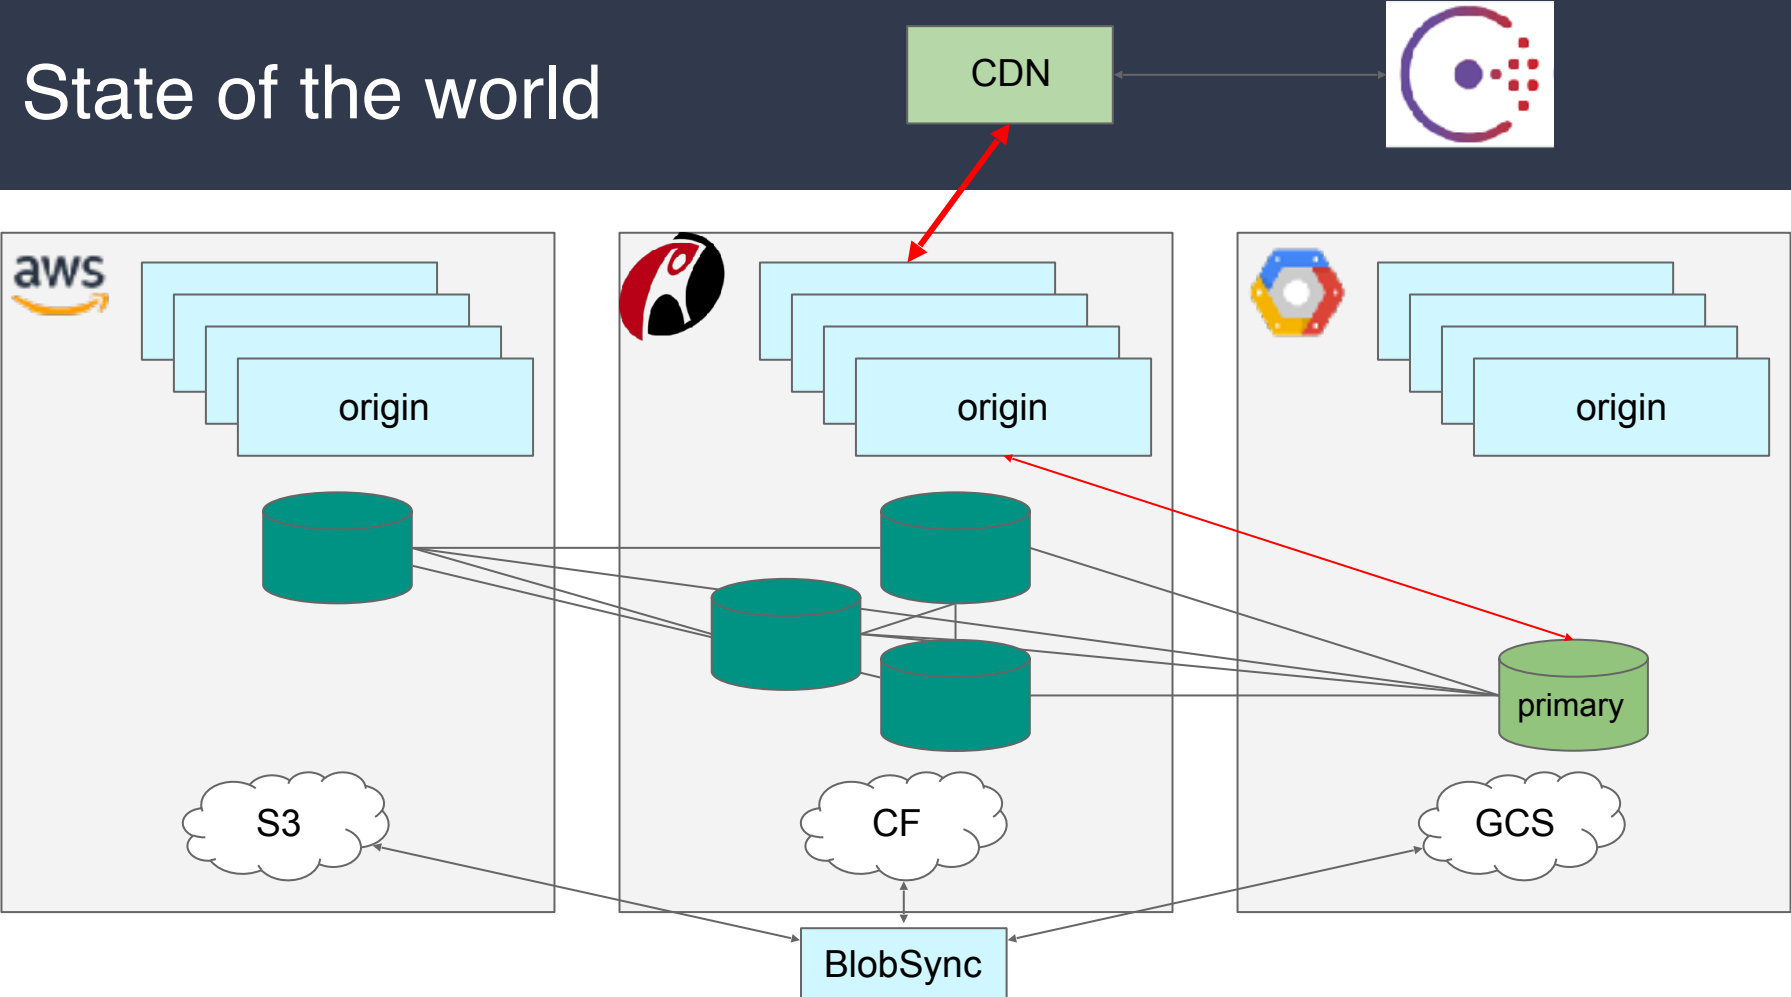 State of the world
CDN
aws
origin
origin
origin
primary
S3
CF
GCS
BlobSync